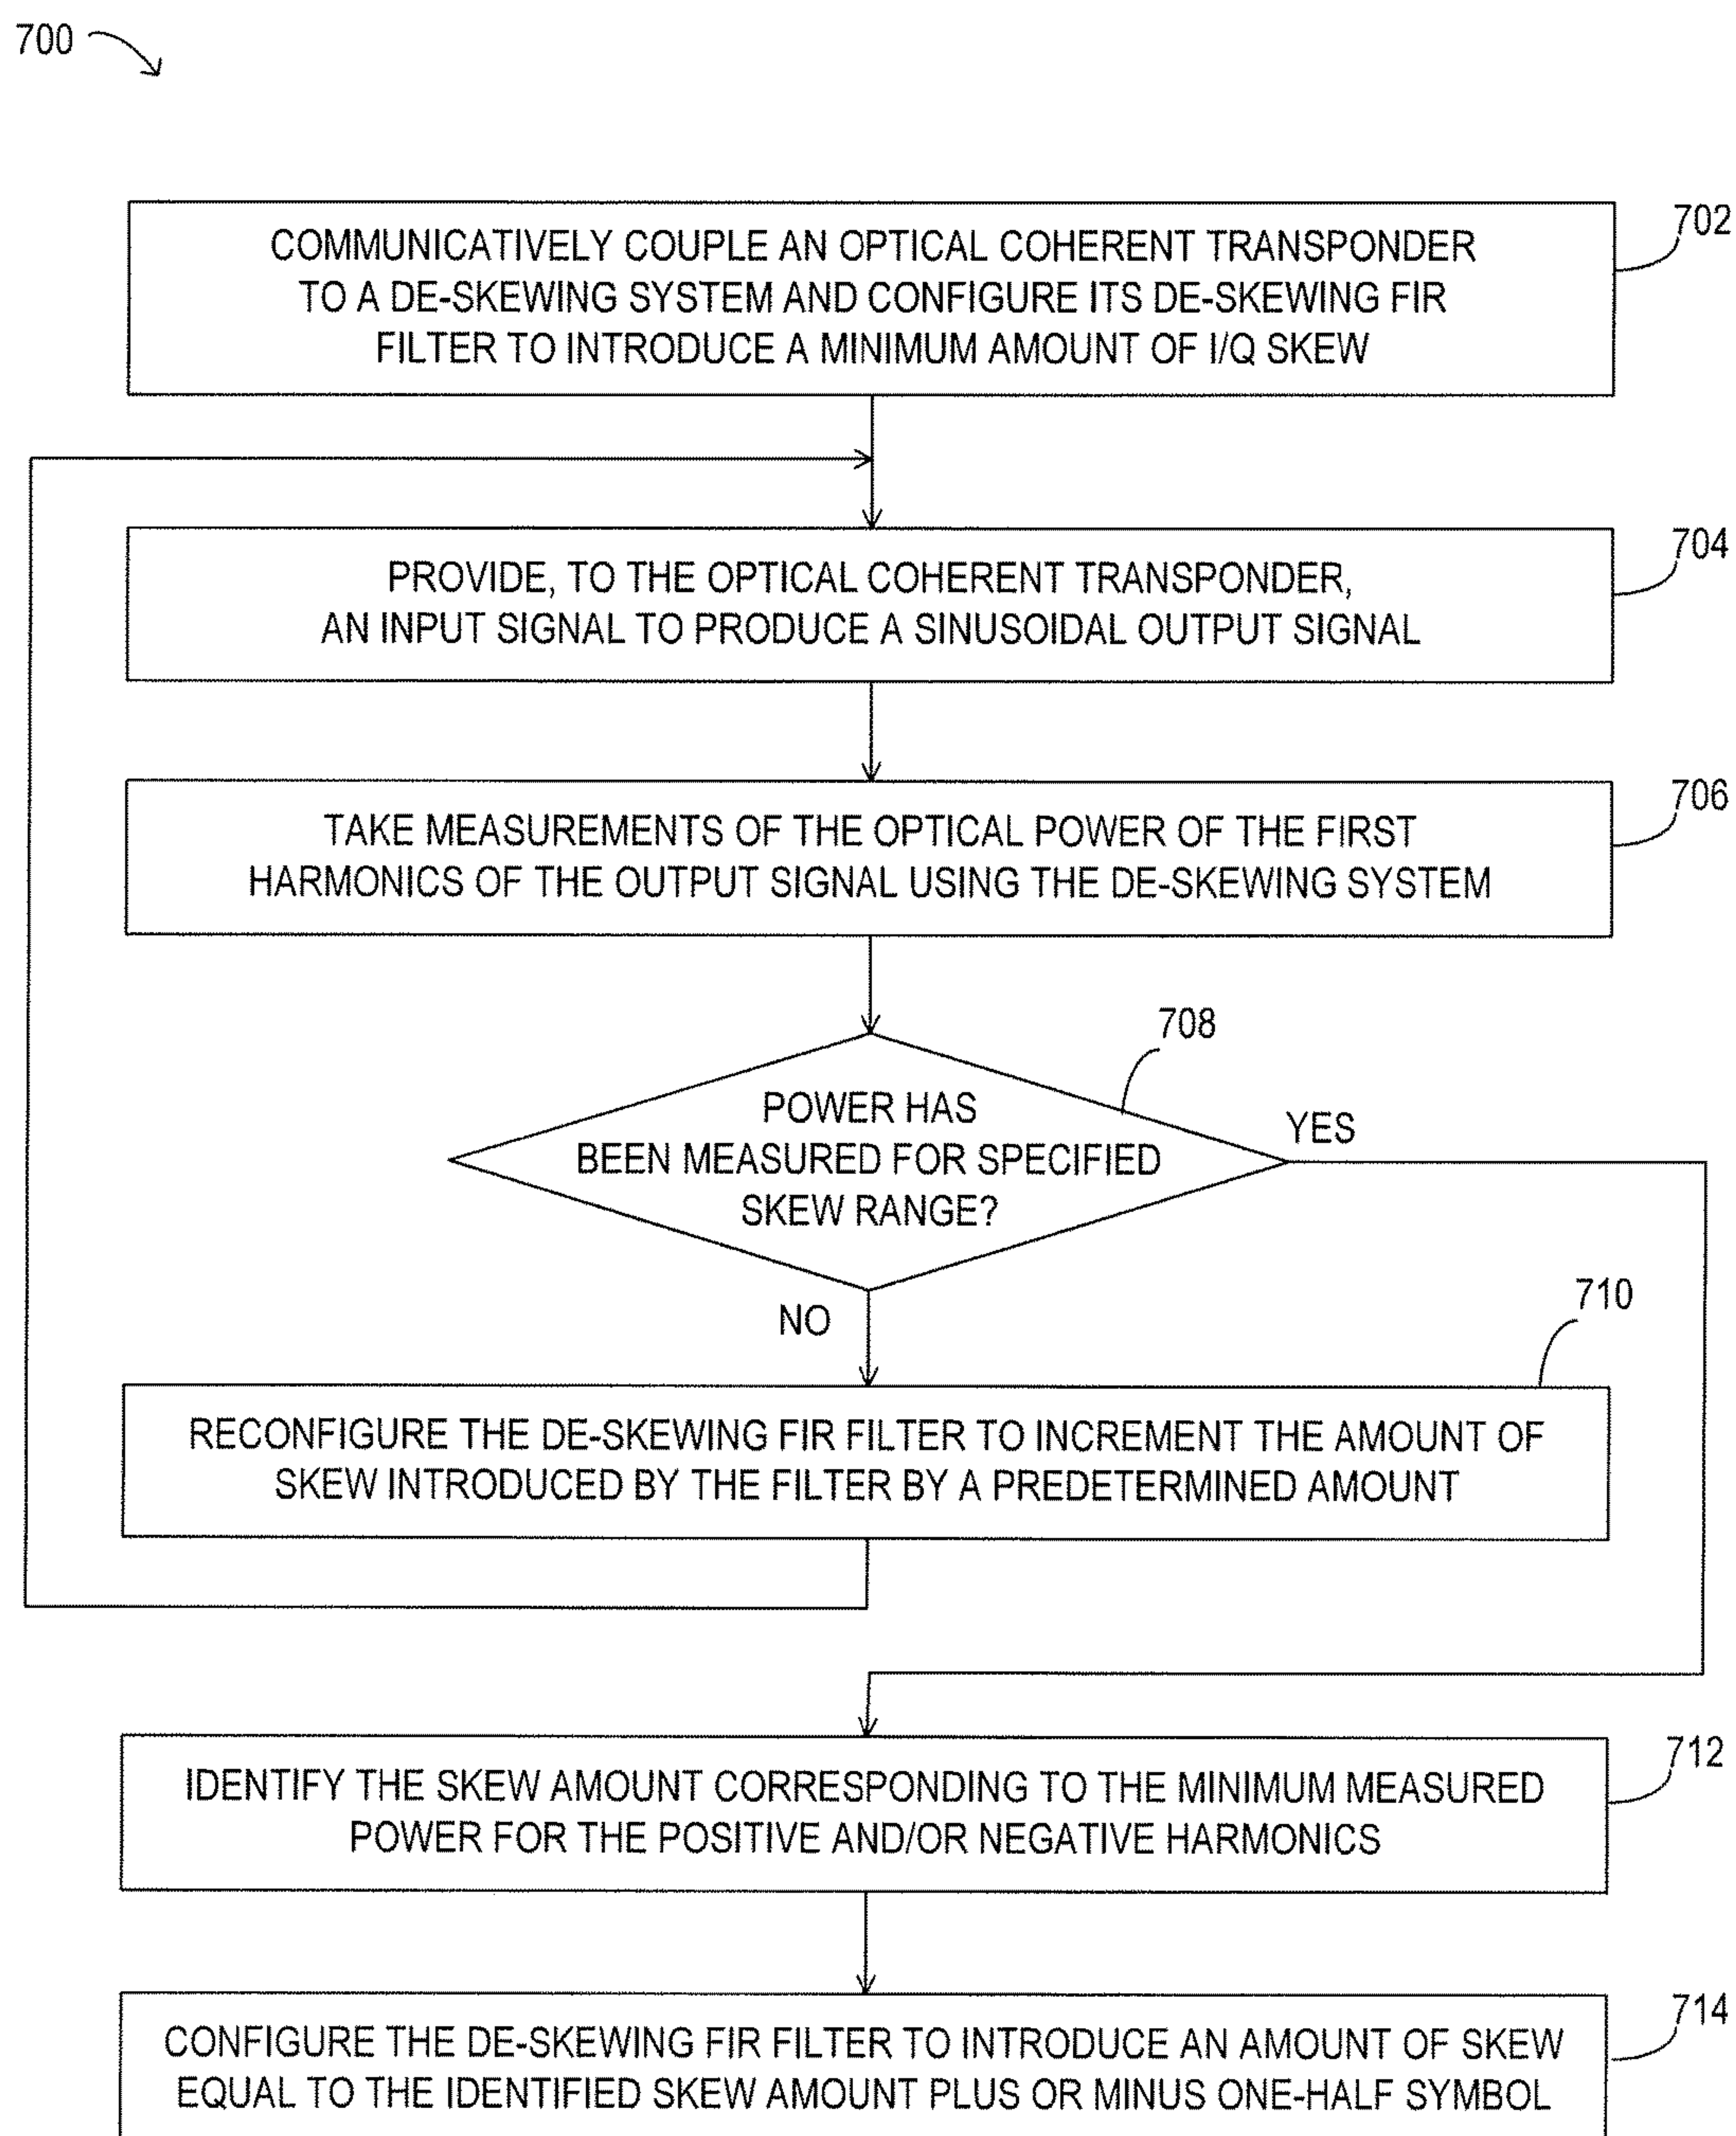 700
702
COMMUNICATIVELY COUPLE AN OPTICAL COHERENT TRANSPONDER
TO A DE-SKEWING SYSTEM AND CONFIGURE ITS DE-SKEWING FIR
FILTER TO INTRODUCE A MINIMUM AMOUNT OF I/Q SKEW
704
PROVIDE, TO THE OPTICAL COHERENT TRANSPONDER,
AN INPUT SIGNAL TO PRODUCE A SINUSOIDAL OUTPUT SIGNAL
706
TAKE MEASUREMENTS OF THE OPTICAL POWER OF THE FIRST
HARMONICS OF THE OUTPUT SIGNAL USING THE DE-SKEWING SYSTEM
708
POWER HAS
BEEN MEASURED FOR SPECIFIED
SKEW RANGE?
YES
NO
710
RECONFIGURE THE DE-SKEWING FIR FILTER TO INCREMENT THE AMOUNT OF
SKEW INTRODUCED BY THE FILTER BY A PREDETERMINED AMOUNT
712
IDENTIFY THE SKEW AMOUNT CORRESPONDING TO THE MINIMUM MEASURED
POWER FOR THE POSITIVE AND/OR NEGATIVE HARMONICS
714
CONFIGURE THE DE-SKEWING FIR FILTER TO INTRODUCE AN AMOUNT OF SKEW
EQUAL TO THE IDENTIFIED SKEW AMOUNT PLUS OR MINUS ONE-HALF SYMBOL